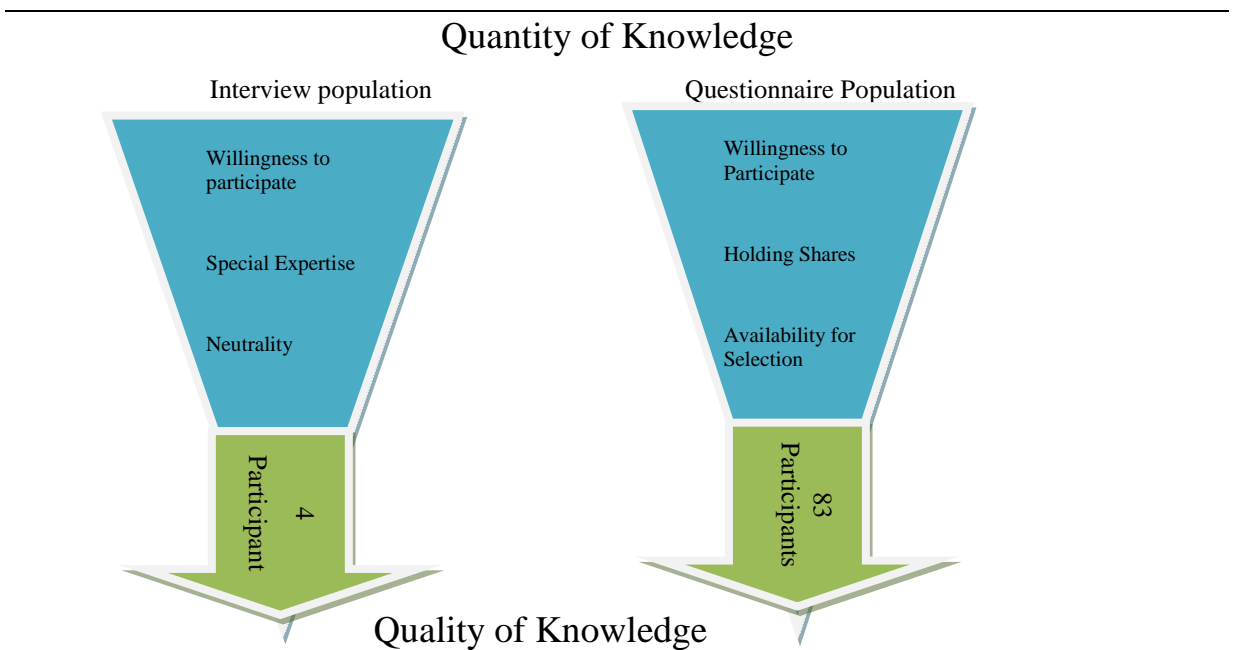 Quantity of Knowledge
Interview population
Willingness to
participate
Special Expertise
Neutrality
4
Participant
Questionnaire Population
Willingness to
Participate
Holding Shares
Availability for
Selection
83
Participants
Quality of Knowledge